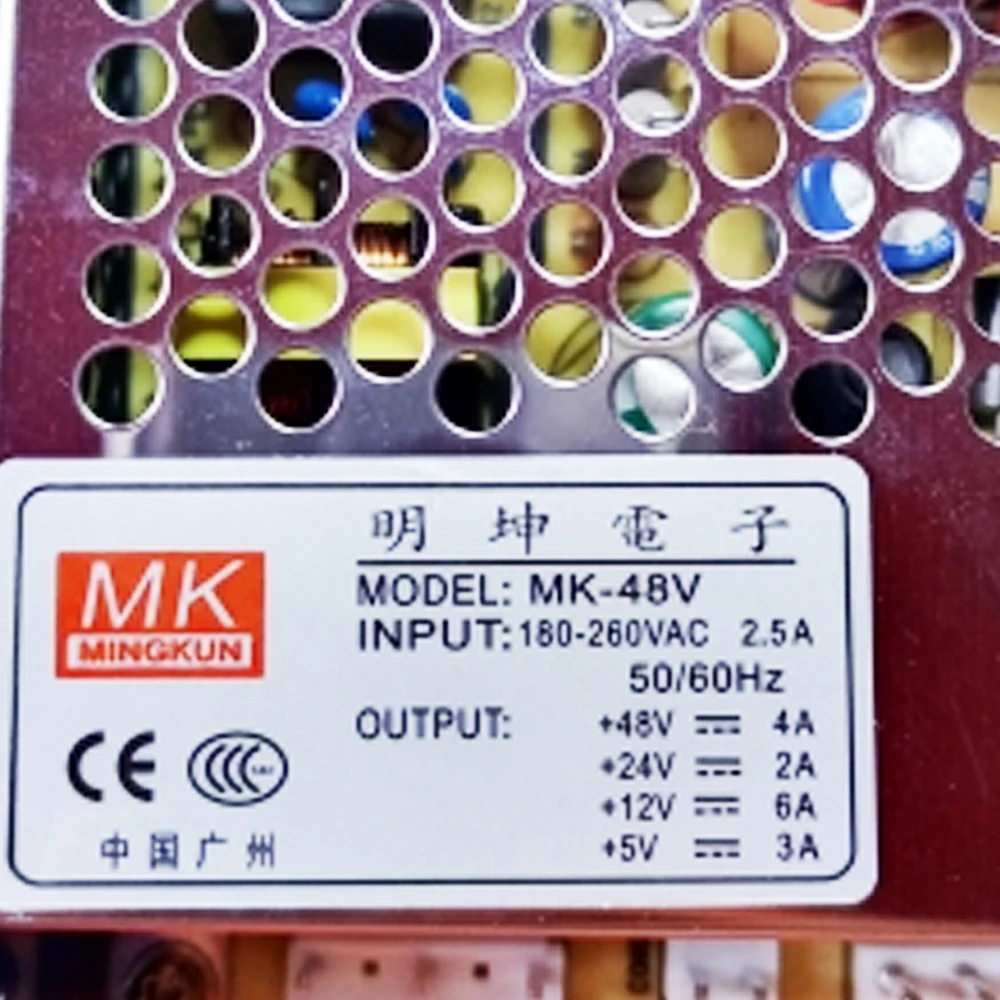 明坤電子
MK
MINGKUN
MODEL: MK-48V
INPUT: 180-260VAC 2.5A
50/60Hz
OUTPUT: +48V ⎓ 4A
+24V ⎓ 2A
+12V ⎓ 6A
+5V ⎓ 3A
CE
中国广州